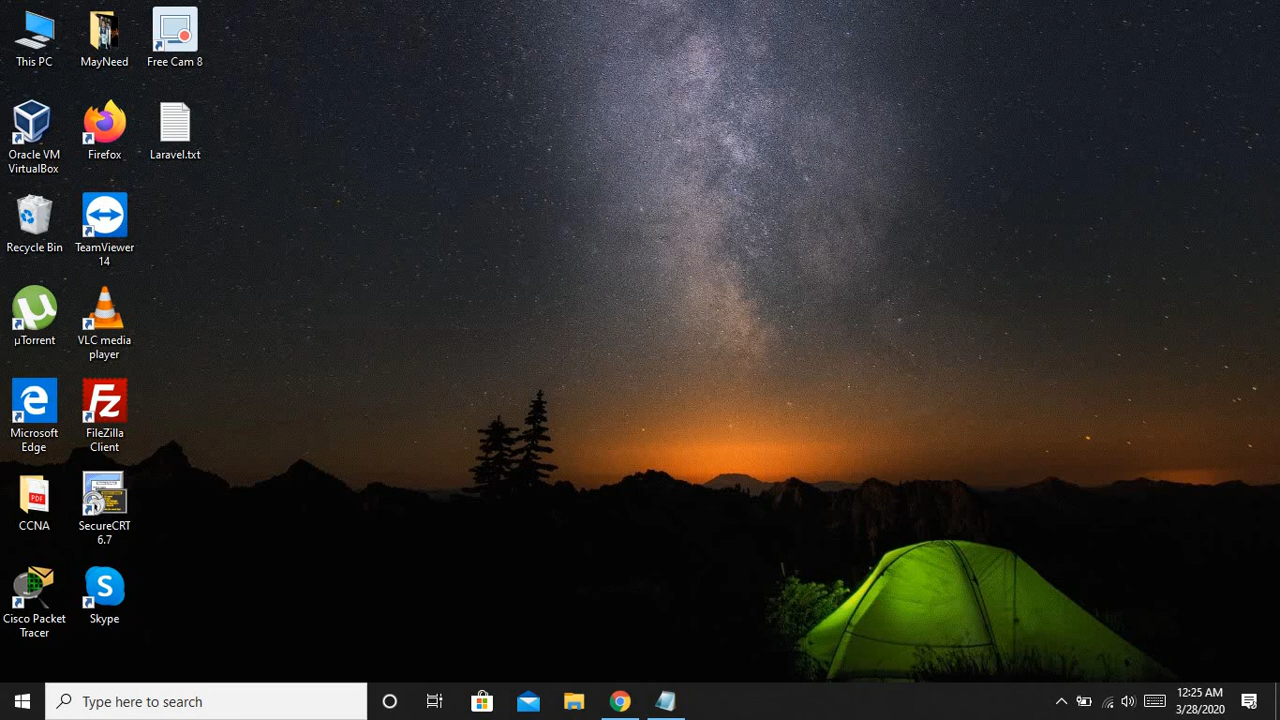 This PC
MayNeed
Free Cam 8
Oracle VM
VirtualBox
Firefox
Laravel.txt
Recycle Bin
TeamViewer
14
µTorrent
VLC media
player
Microsoft
Edge
FileZilla
Client
PDF
CCNA
SecureCRT
6.7
Cisco Packet
Tracer
Skype
Type here to search
:25 AM
3/28/2020